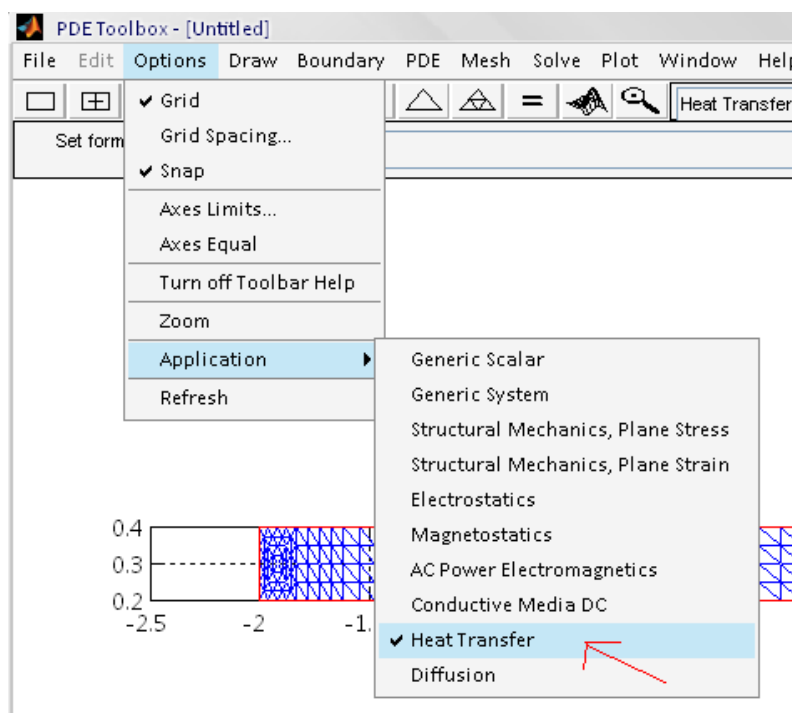 PDE Toolbox - [Untitled]
File Edit Options Draw Boundary PDE Mesh Solve Plot Window Help
Grid
Heat Transfer
Set form
Grid Spacing...
Snap
Axes Limits...
Axes Equal
Turn off Toolbar Help
Zoom
Application
Refresh
Generic Scalar
Generic System
Structural Mechanics, Plane Stress
Structural Mechanics, Plane Strain
Electrostatics
Magnetostatics
AC Power Electromagnetics
Conductive Media DC
Heat Transfer
Diffusion
0.4
0.3
0.2
-2.5 -2 -1.